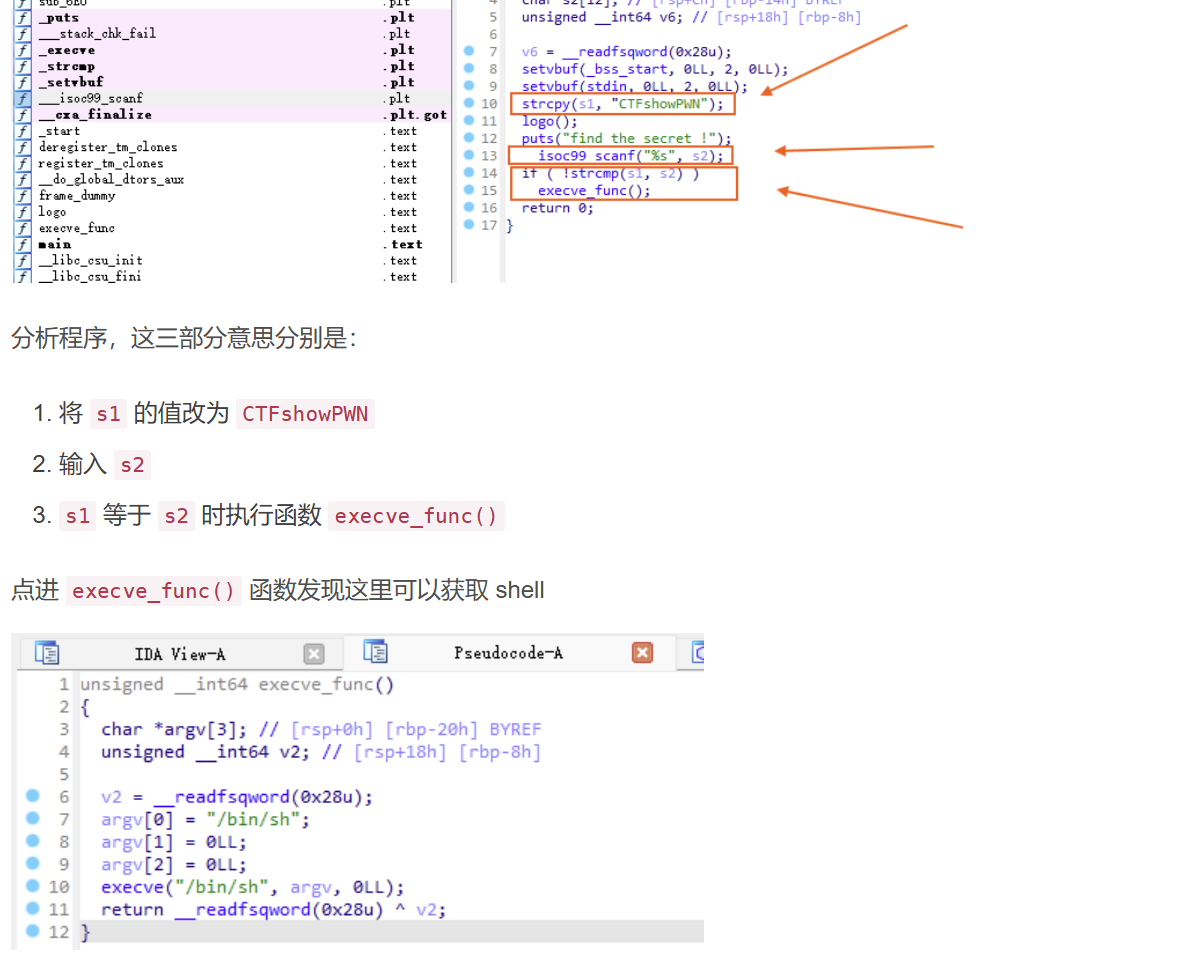 sub_6E0 .plt
_puts .plt
___stack_chk_fail .plt
_execve .plt
_strcmp .plt
_setvbuf .plt
___isoc99_scanf .plt
__cxa_finalize .plt.got
_start .text
deregister_tm_clones .text
register_tm_clones .text
__do_global_dtors_aux .text
frame_dummy .text
logo .text
execve_func .text
main .text
__libc_csu_init .text
__libc_csu_fini .text
4 char s2[12]; // [rsp+Ch] [rbp-14h] BYREF
5 unsigned __int64 v6; // [rsp+18h] [rbp-8h]
6
7 v6 = __readfsqword(0x28u);
8 setvbuf(_bss_start, 0LL, 2, 0LL);
9 setvbuf(stdin, 0LL, 2, 0LL);
10 strcpy(s1, "CTFshowPWN");
11 logo();
12 puts("find the secret !");
13 isoc99_scanf("%s", s2);
14 if ( !strcmp(s1, s2) )
15 execve_func();
16 return 0;
17 }
分析程序，这三部分意思分别是：
1. 将 s1 的值改为 CTFshowPWN
2. 输入 s2
3. s1 等于 s2 时执行函数 execve_func()
点进 execve_func() 函数发现这里可以获取 shell
IDA View-A Pseudocode-A
1 unsigned __int64 execve_func()
2 {
3 char *argv[3]; // [rsp+0h] [rbp-20h] BYREF
4 unsigned __int64 v2; // [rsp+18h] [rbp-8h]
5
6 v2 = __readfsqword(0x28u);
7 argv[0] = "/bin/sh";
8 argv[1] = 0LL;
9 argv[2] = 0LL;
10 execve("/bin/sh", argv, 0LL);
11 return __readfsqword(0x28u) ^ v2;
12 }